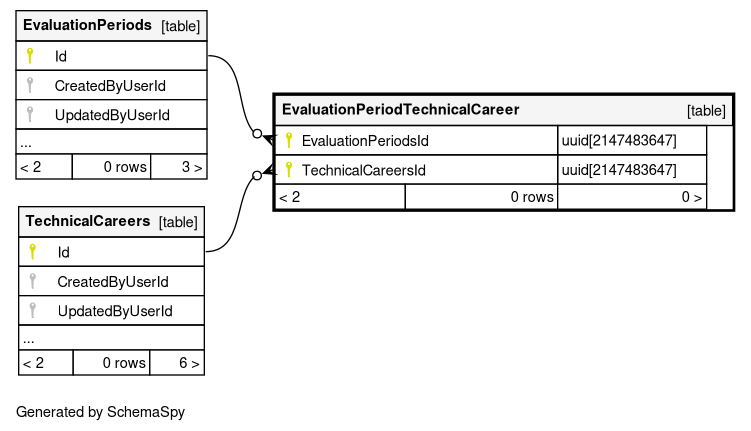 EvaluationPeriods [table]
Id
CreatedByUserId
UpdatedByUserId
...
< 2 0 rows 3 >
EvaluationPeriodTechnicalCareer [table]
EvaluationPeriodsId uuid[2147483647]
TechnicalCareersId uuid[2147483647]
< 2 0 rows 0 >
TechnicalCareers [table]
Id
CreatedByUserId
UpdatedByUserId
...
< 2 0 rows 6 >
Generated by SchemaSpy